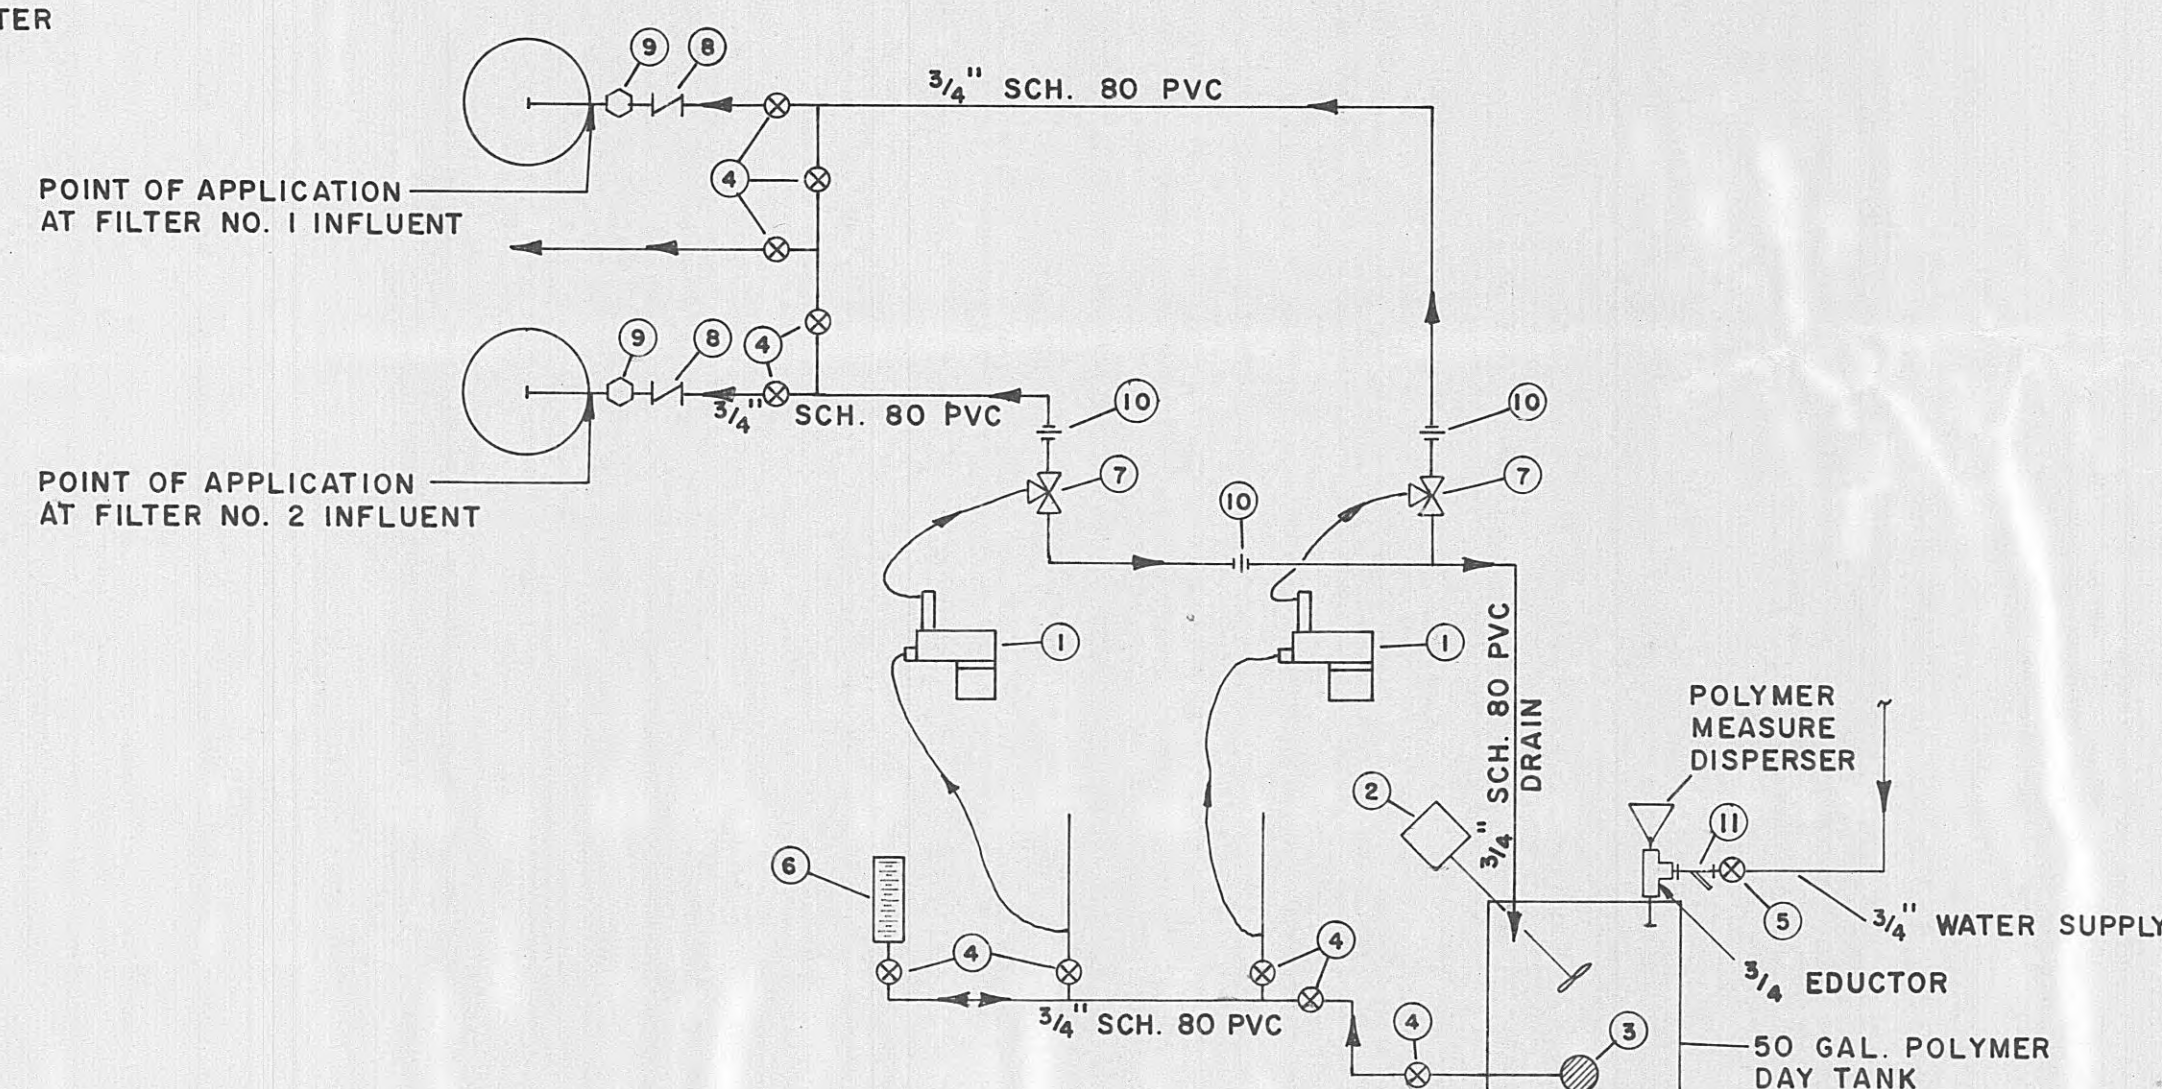 TER
9
8
3/4" SCH. 80 PVC
4
POINT OF APPLICATION
AT FILTER NO. 1 INFLUENT
9
8
4
3/4" SCH. 80 PVC
10
10
POINT OF APPLICATION
AT FILTER NO. 2 INFLUENT
7
7
10
1
1
3/4" SCH. 80 PVC
DRAIN
POLYMER
MEASURE
DISPERSER
2
11
6
5
3/4" WATER SUPPLY
4
4
3/4 EDUCTOR
3/4" SCH. 80 PVC
4
3
50 GAL. POLYMER
DAY TANK